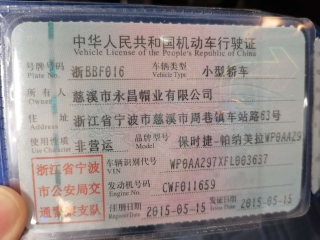 中华人民共和国机动车行驶证
Vehicle License of the People's Republic of China
号牌号码 浙BBF016 车辆类型 小型轿车
Plate No. Vehicle Type
所有人 慈溪市永昌帽业有限公司
Owner
住址 浙江省宁波市慈溪市周巷镇车站路63号
Address
使用性质 非营运 品牌型号 保时捷-帕纳美拉WP0AA29
Use Character Model
浙江省宁波市公安局交通警察支队
车辆识别代号 WP0AA297XFL003637
VIN
发动机号码 CWF011659
Engine No.
注册日期 2015-05-15 发证日期 2015-05-15
Register Date Issue Date